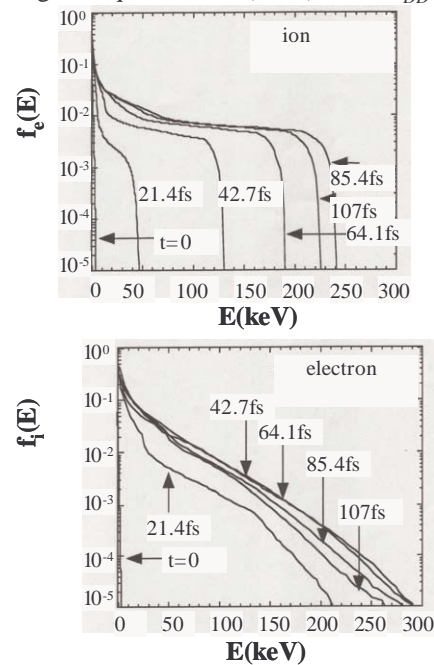 ion
10⁻¹
10⁻²
10⁻³
10⁻⁴
10⁻⁵
f_e(E)
21.4fs
42.7fs
85.4fs
107fs
64.1fs
t=0
0 50 100 150 200 250 300
E(keV)
10⁰
10⁻¹
10⁻²
10⁻³
10⁻⁴
10⁻⁵
f_i(E)
electron
42.7fs
64.1fs
85.4fs
107fs
21.4fs
t=0
0 50 100 150 200 250 300
E(keV)